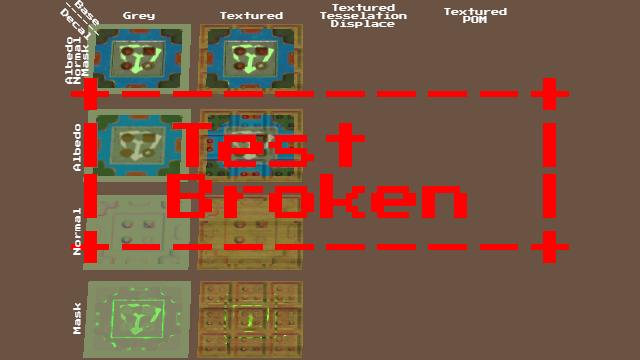 Base
Decal
Grey
Textured
Textured
Tesselation
Displace
Textured
POM
Albedo
Normal
Mask
Albedo
Normal
Mask
Test
Broken